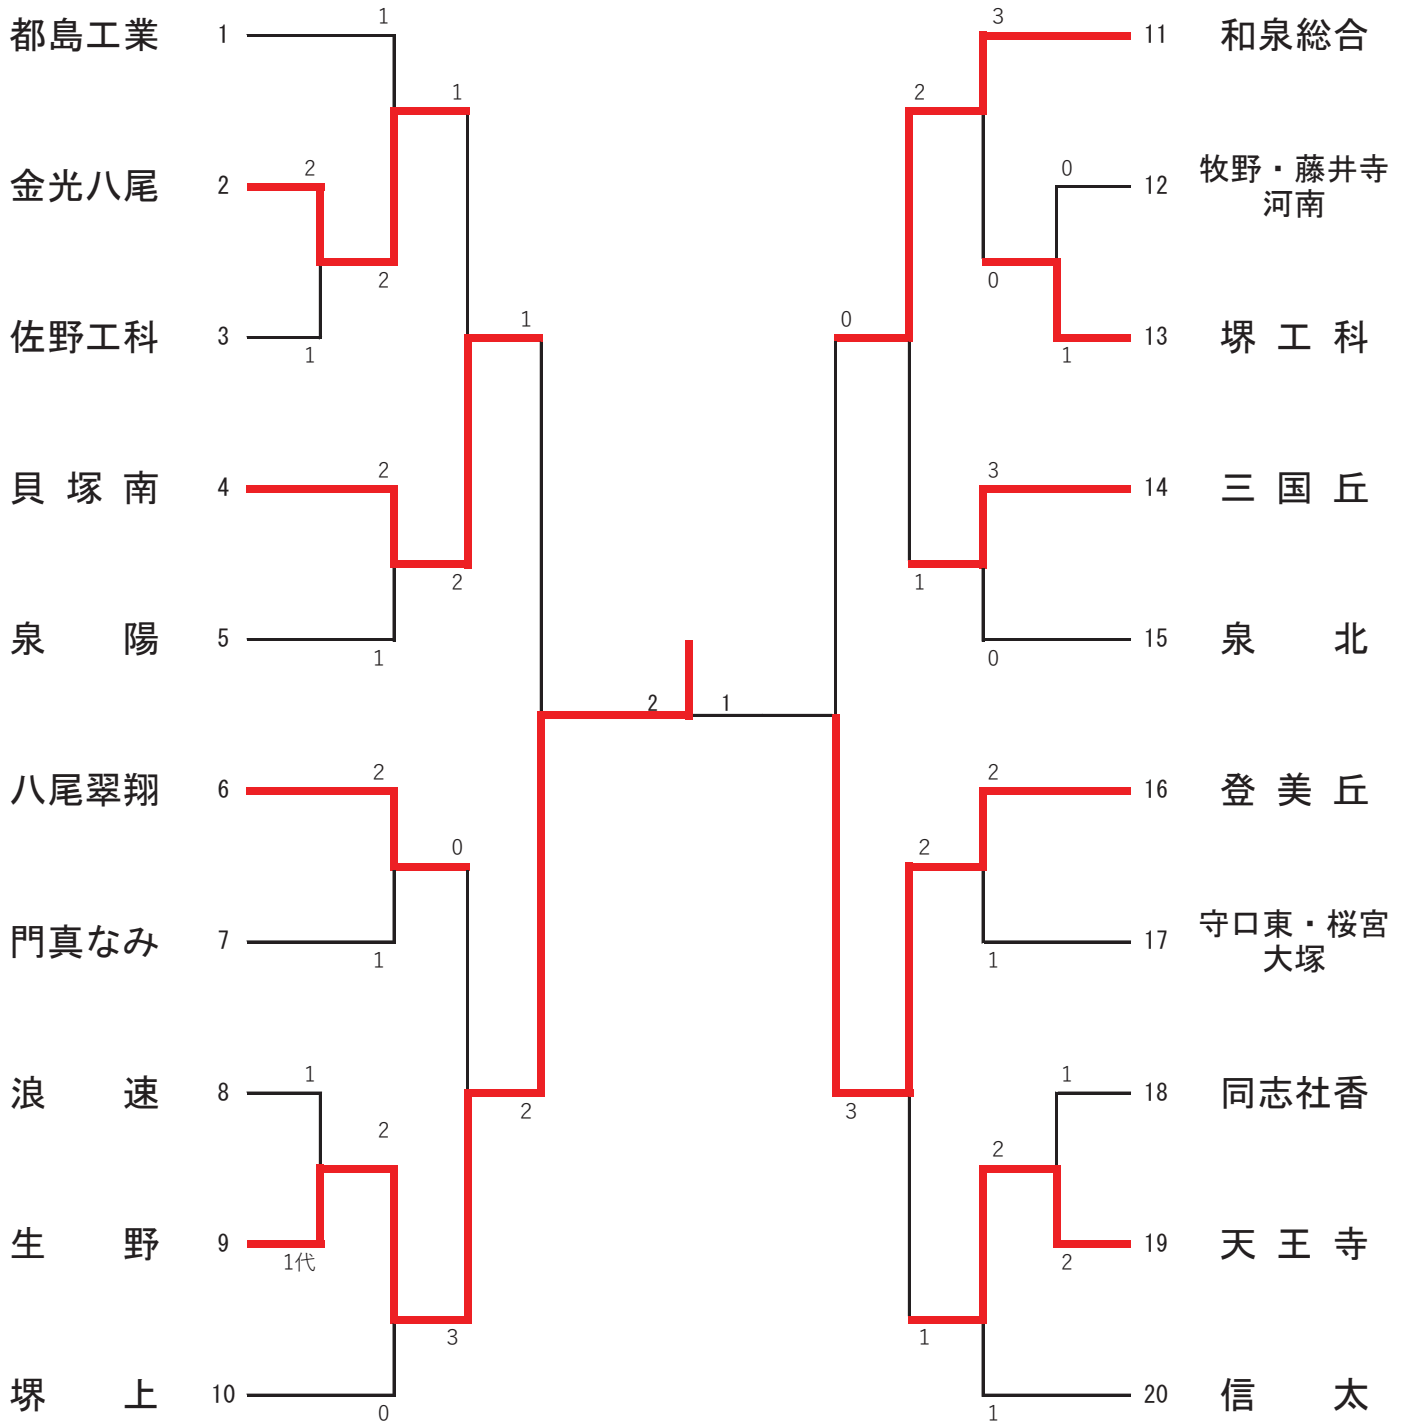 1
3
都島工業 1
11 和泉総合
1
2
2
0
金光八尾 2
12 牧野・藤井寺
河南
2
0
1
0
佐野工科 3
13 堺工科
1
1
2
3
貝塚南 4
14 三国丘
2
1
泉陽 5
15 泉北
1
0
2 1
2
2
八尾翠翔 6
16 登美丘
0
2
門真なみ 7
17 守口東・桜宮
大塚
1
1
1
1
浪速 8
18 同志社香
2
3
2
2
生野 9
19 天王寺
1代
2
3
1
堺上 10
20 信太
0
1